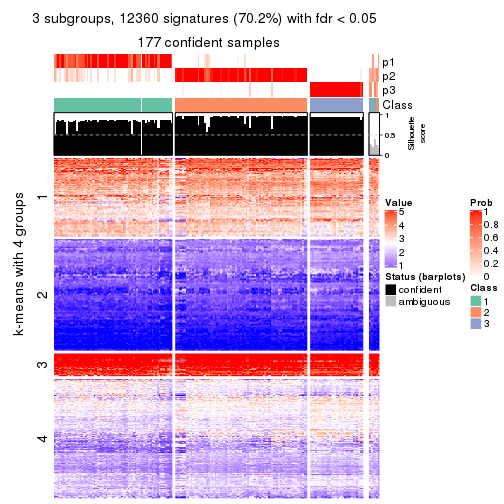 3 subgroups, 12360 signatures (70.2%) with fdr < 0.05
177 confident samples
p1
p2
p3
Class
1
0.5
0
Silhouette
score
k-means with 4 groups
1
2
3
4
Value
5
4
3
2
1
Status (barplots)
confident
ambiguous
Prob
1
0.8
0.6
0.4
0.2
0
Class
1
2
3